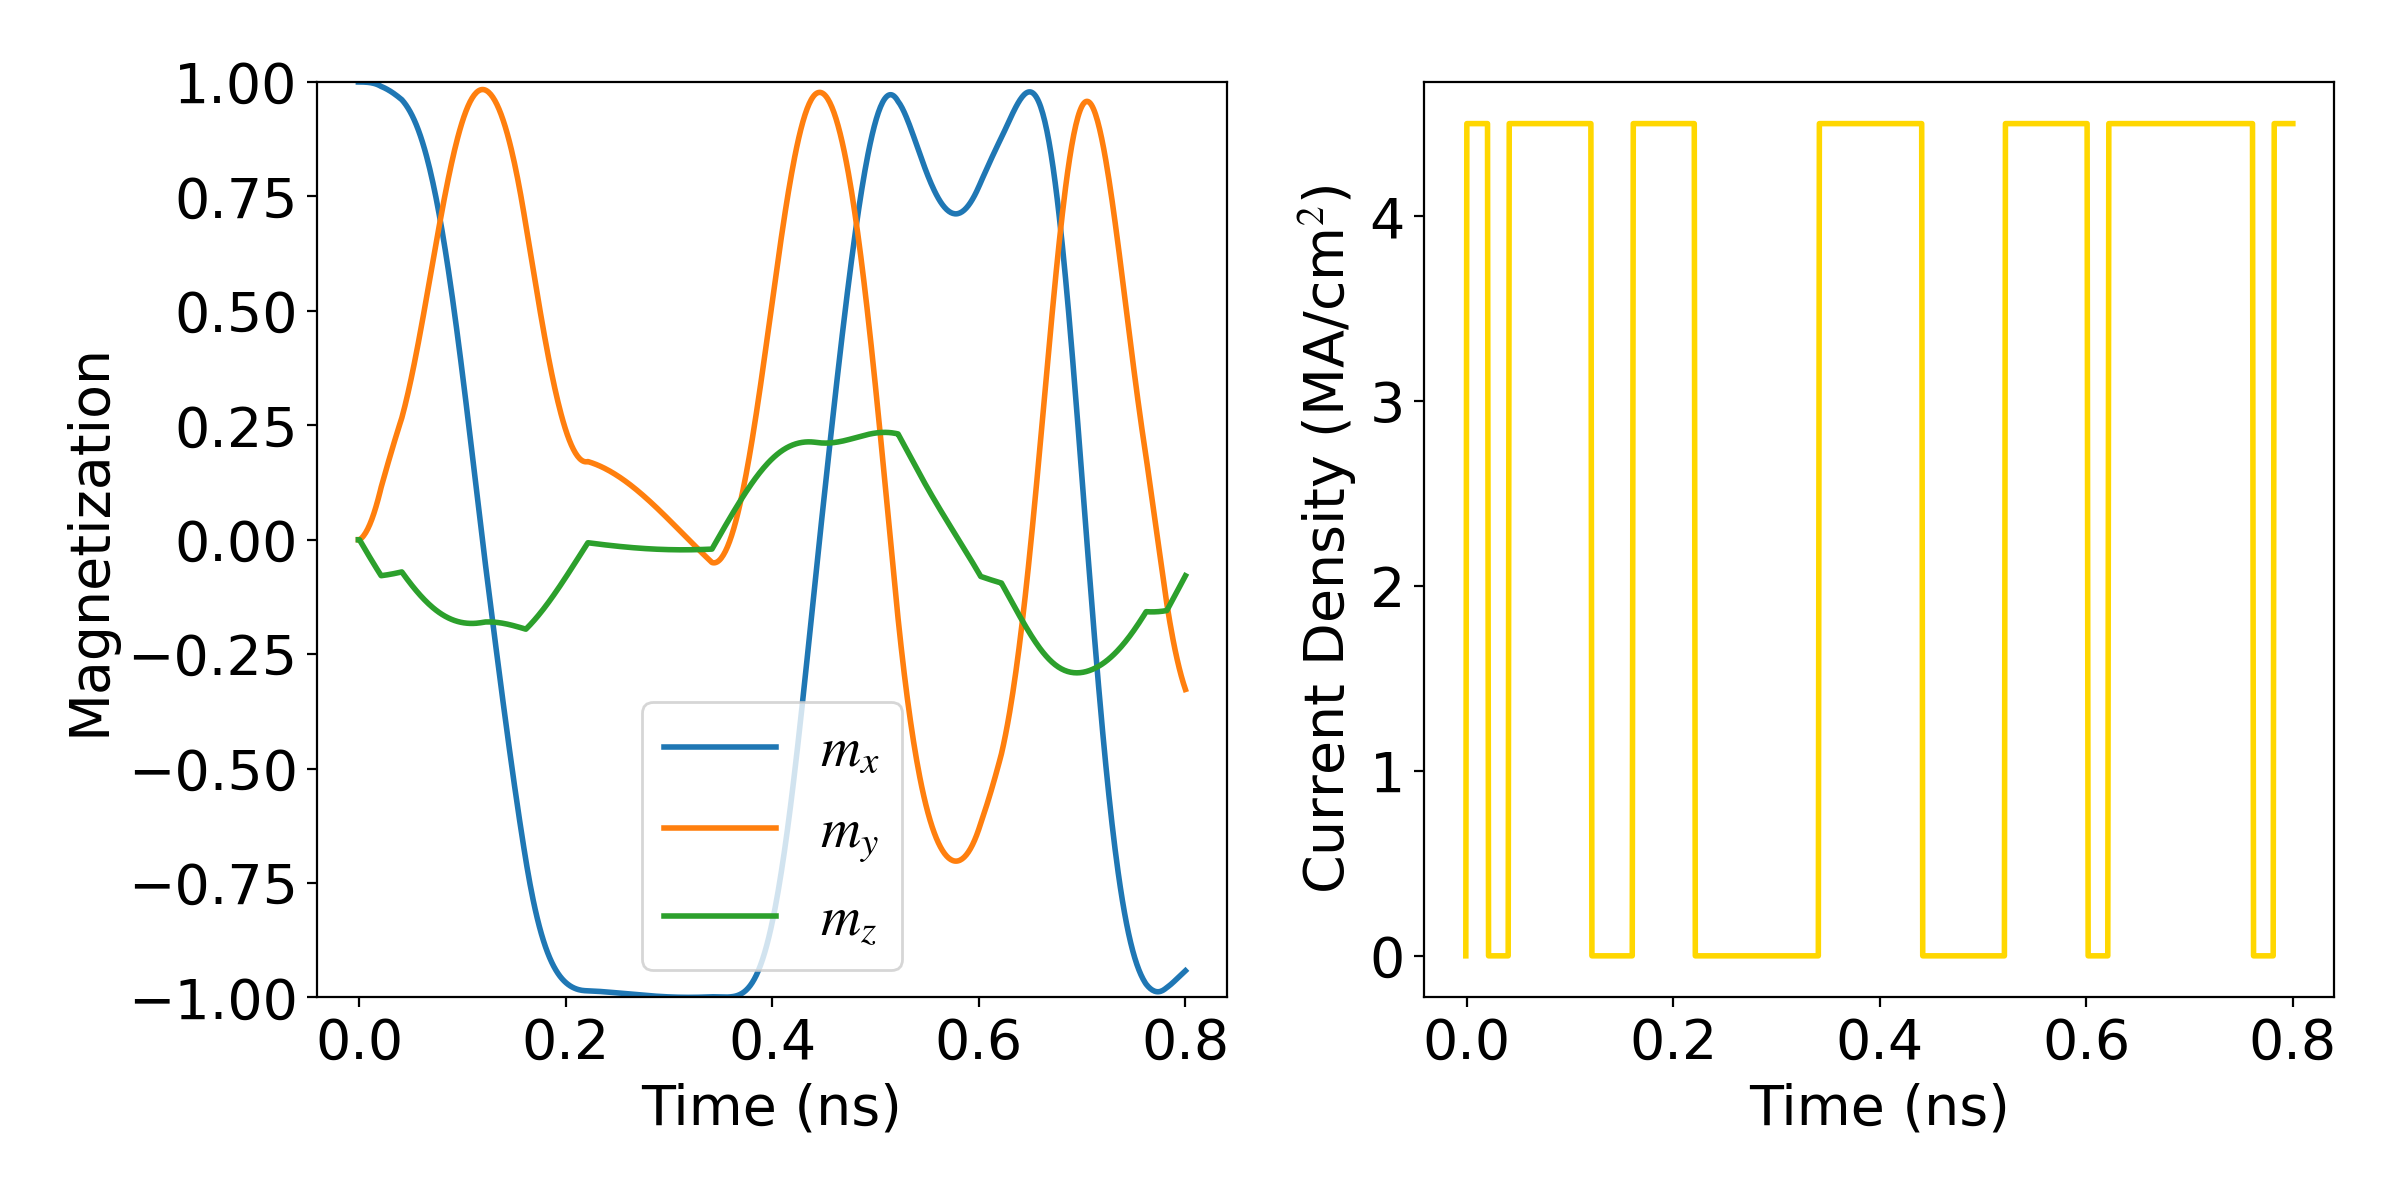 1.00
0.75
0.50
0.25
0.00
−0.25
−0.50
−0.75
−1.00
Magnetization
0.0 0.2 0.4 0.6 0.8
Time (ns)
m_x
m_y
m_z
4
3
2
1
0
Current Density (MA/cm²)
0.0 0.2 0.4 0.6 0.8
Time (ns)